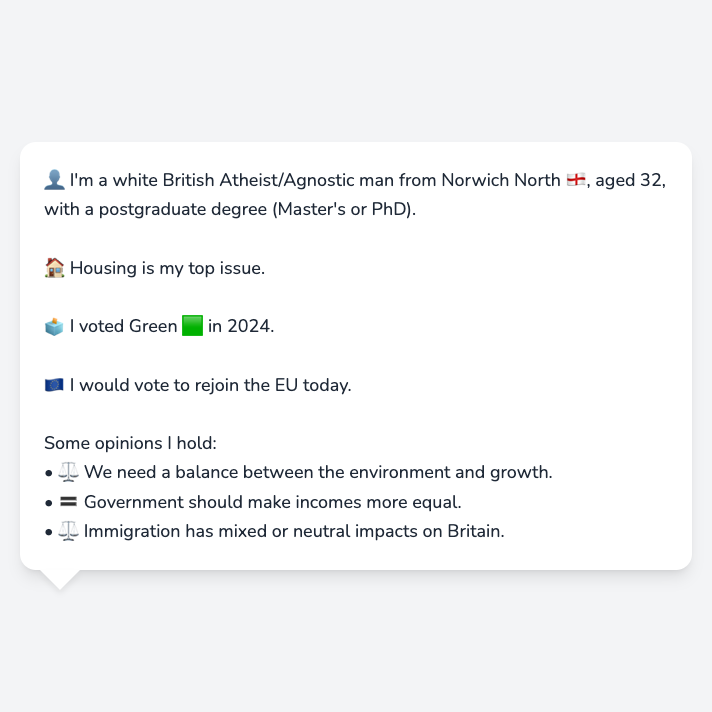 👤 I'm a white British Atheist/Agnostic man from Norwich North 🏴󠁧󠁢󠁥󠁮󠁧󠁿, aged 32,
with a postgraduate degree (Master's or PhD).
🏠 Housing is my top issue.
🗳️ I voted Green 🟩 in 2024.
🇪🇺 I would vote to rejoin the EU today.
Some opinions I hold:
• ⚖️ We need a balance between the environment and growth.
• 🟰 Government should make incomes more equal.
• ⚖️ Immigration has mixed or neutral impacts on Britain.